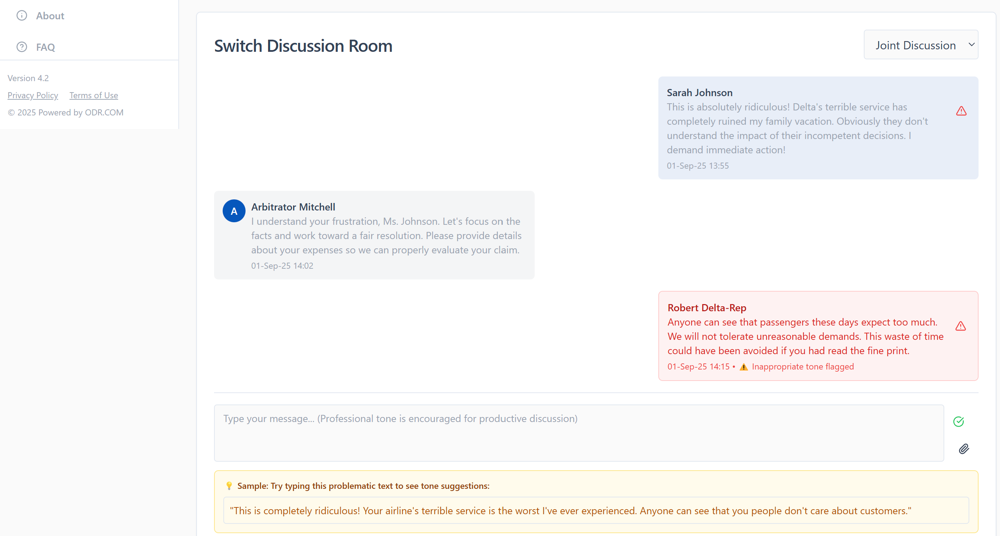 About
FAQ
Version 4.2
Privacy Policy Terms of Use
© 2025 Powered by ODR.COM
Switch Discussion Room
Joint Discussion
Sarah Johnson
This is absolutely ridiculous! Delta's terrible service has
completely ruined my family vacation. Obviously they don't
understand the impact of their incompetent decisions. I
demand immediate action!
01-Sep-25 13:55
A
Arbitrator Mitchell
I understand your frustration, Ms. Johnson. Let's focus on the
facts and work toward a fair resolution. Please provide details
about your expenses so we can properly evaluate your claim.
01-Sep-25 14:02
Robert Delta-Rep
Anyone can see that passengers these days expect too much.
We will not tolerate unreasonable demands. This waste of time
could have been avoided if you had read the fine print.
01-Sep-25 14:15 • ⚠️ Inappropriate tone flagged
Type your message... (Professional tone is encouraged for productive discussion)
💡 Sample: Try typing this problematic text to see tone suggestions:
"This is completely ridiculous! Your airline's terrible service is the worst I've ever experienced. Anyone can see that you people don't care about customers."